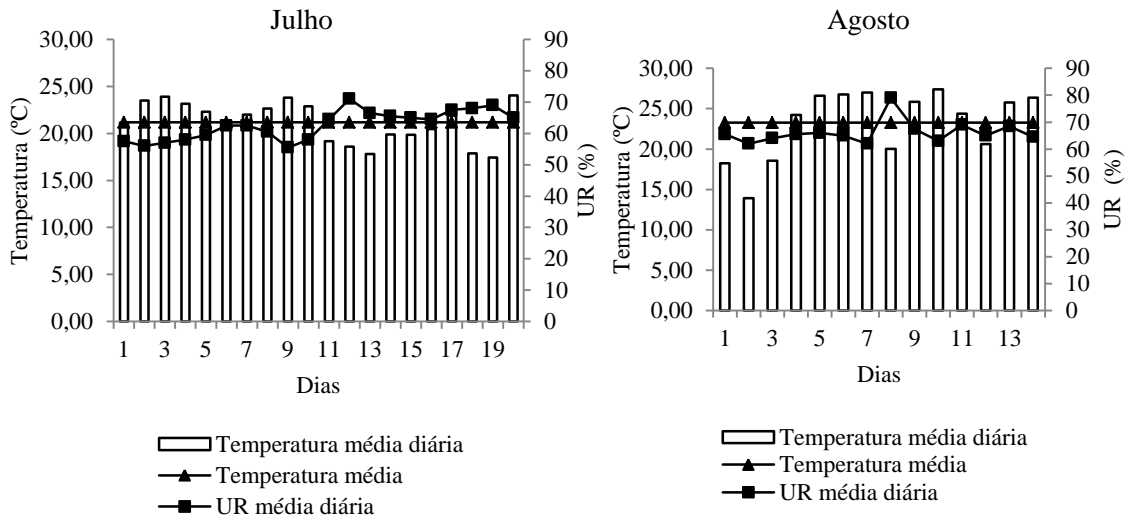 Julho
Temperatura (ºC)
30,00
25,00
20,00
15,00
10,00
5,00
0,00
90
80
70
60
50
40
30
20
10
0
UR (%)
1 3 5 7 9 11 13 15 17 19
Dias
Temperatura média diária
Temperatura média
UR média diária
Agosto
Temperatura (ºC)
30,00
25,00
20,00
15,00
10,00
5,00
0,00
90
80
70
60
50
40
30
20
10
0
UR (%)
1 3 5 7 9 11 13
Dias
Temperatura média diária
Temperatura média
UR média diária